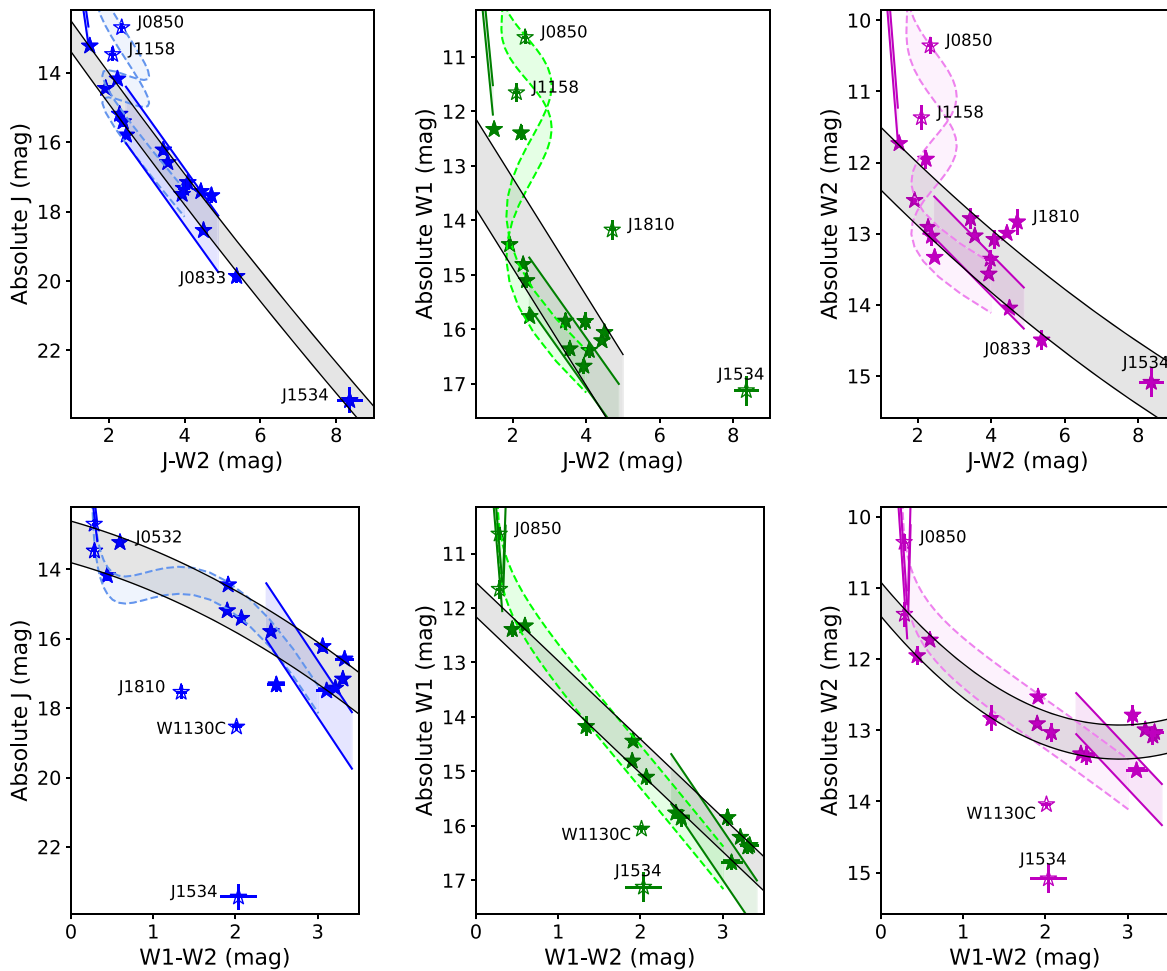 J0850
J1158
J0833
J1534
14
16
18
20
22
2
4
6
8
Absolute J (mag)
J-W2 (mag)
J0850
J1158
J1810
J1534
11
12
13
14
15
16
17
2
4
6
8
Absolute W1 (mag)
J-W2 (mag)
J0850
J1158
J1810
J0833
J1534
10
11
12
13
14
15
2
4
6
8
Absolute W2 (mag)
J-W2 (mag)
J0532
J1810
W1130C
J1534
14
16
18
20
22
0
1
2
3
Absolute J (mag)
W1-W2 (mag)
J0850
W1130C
J1534
11
12
13
14
15
16
17
0
1
2
3
Absolute W1 (mag)
W1-W2 (mag)
J0850
W1130C
J1534
10
11
12
13
14
15
0
1
2
3
Absolute W2 (mag)
W1-W2 (mag)